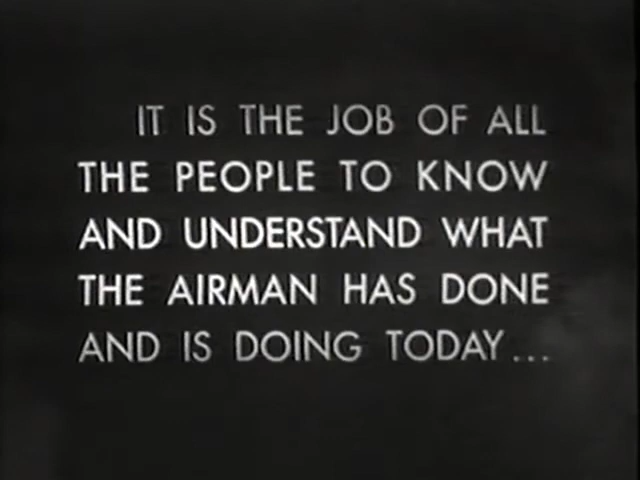 IT IS THE JOB OF ALL
THE PEOPLE TO KNOW
AND UNDERSTAND WHAT
THE AIRMAN HAS DONE
AND IS DOING TODAY...